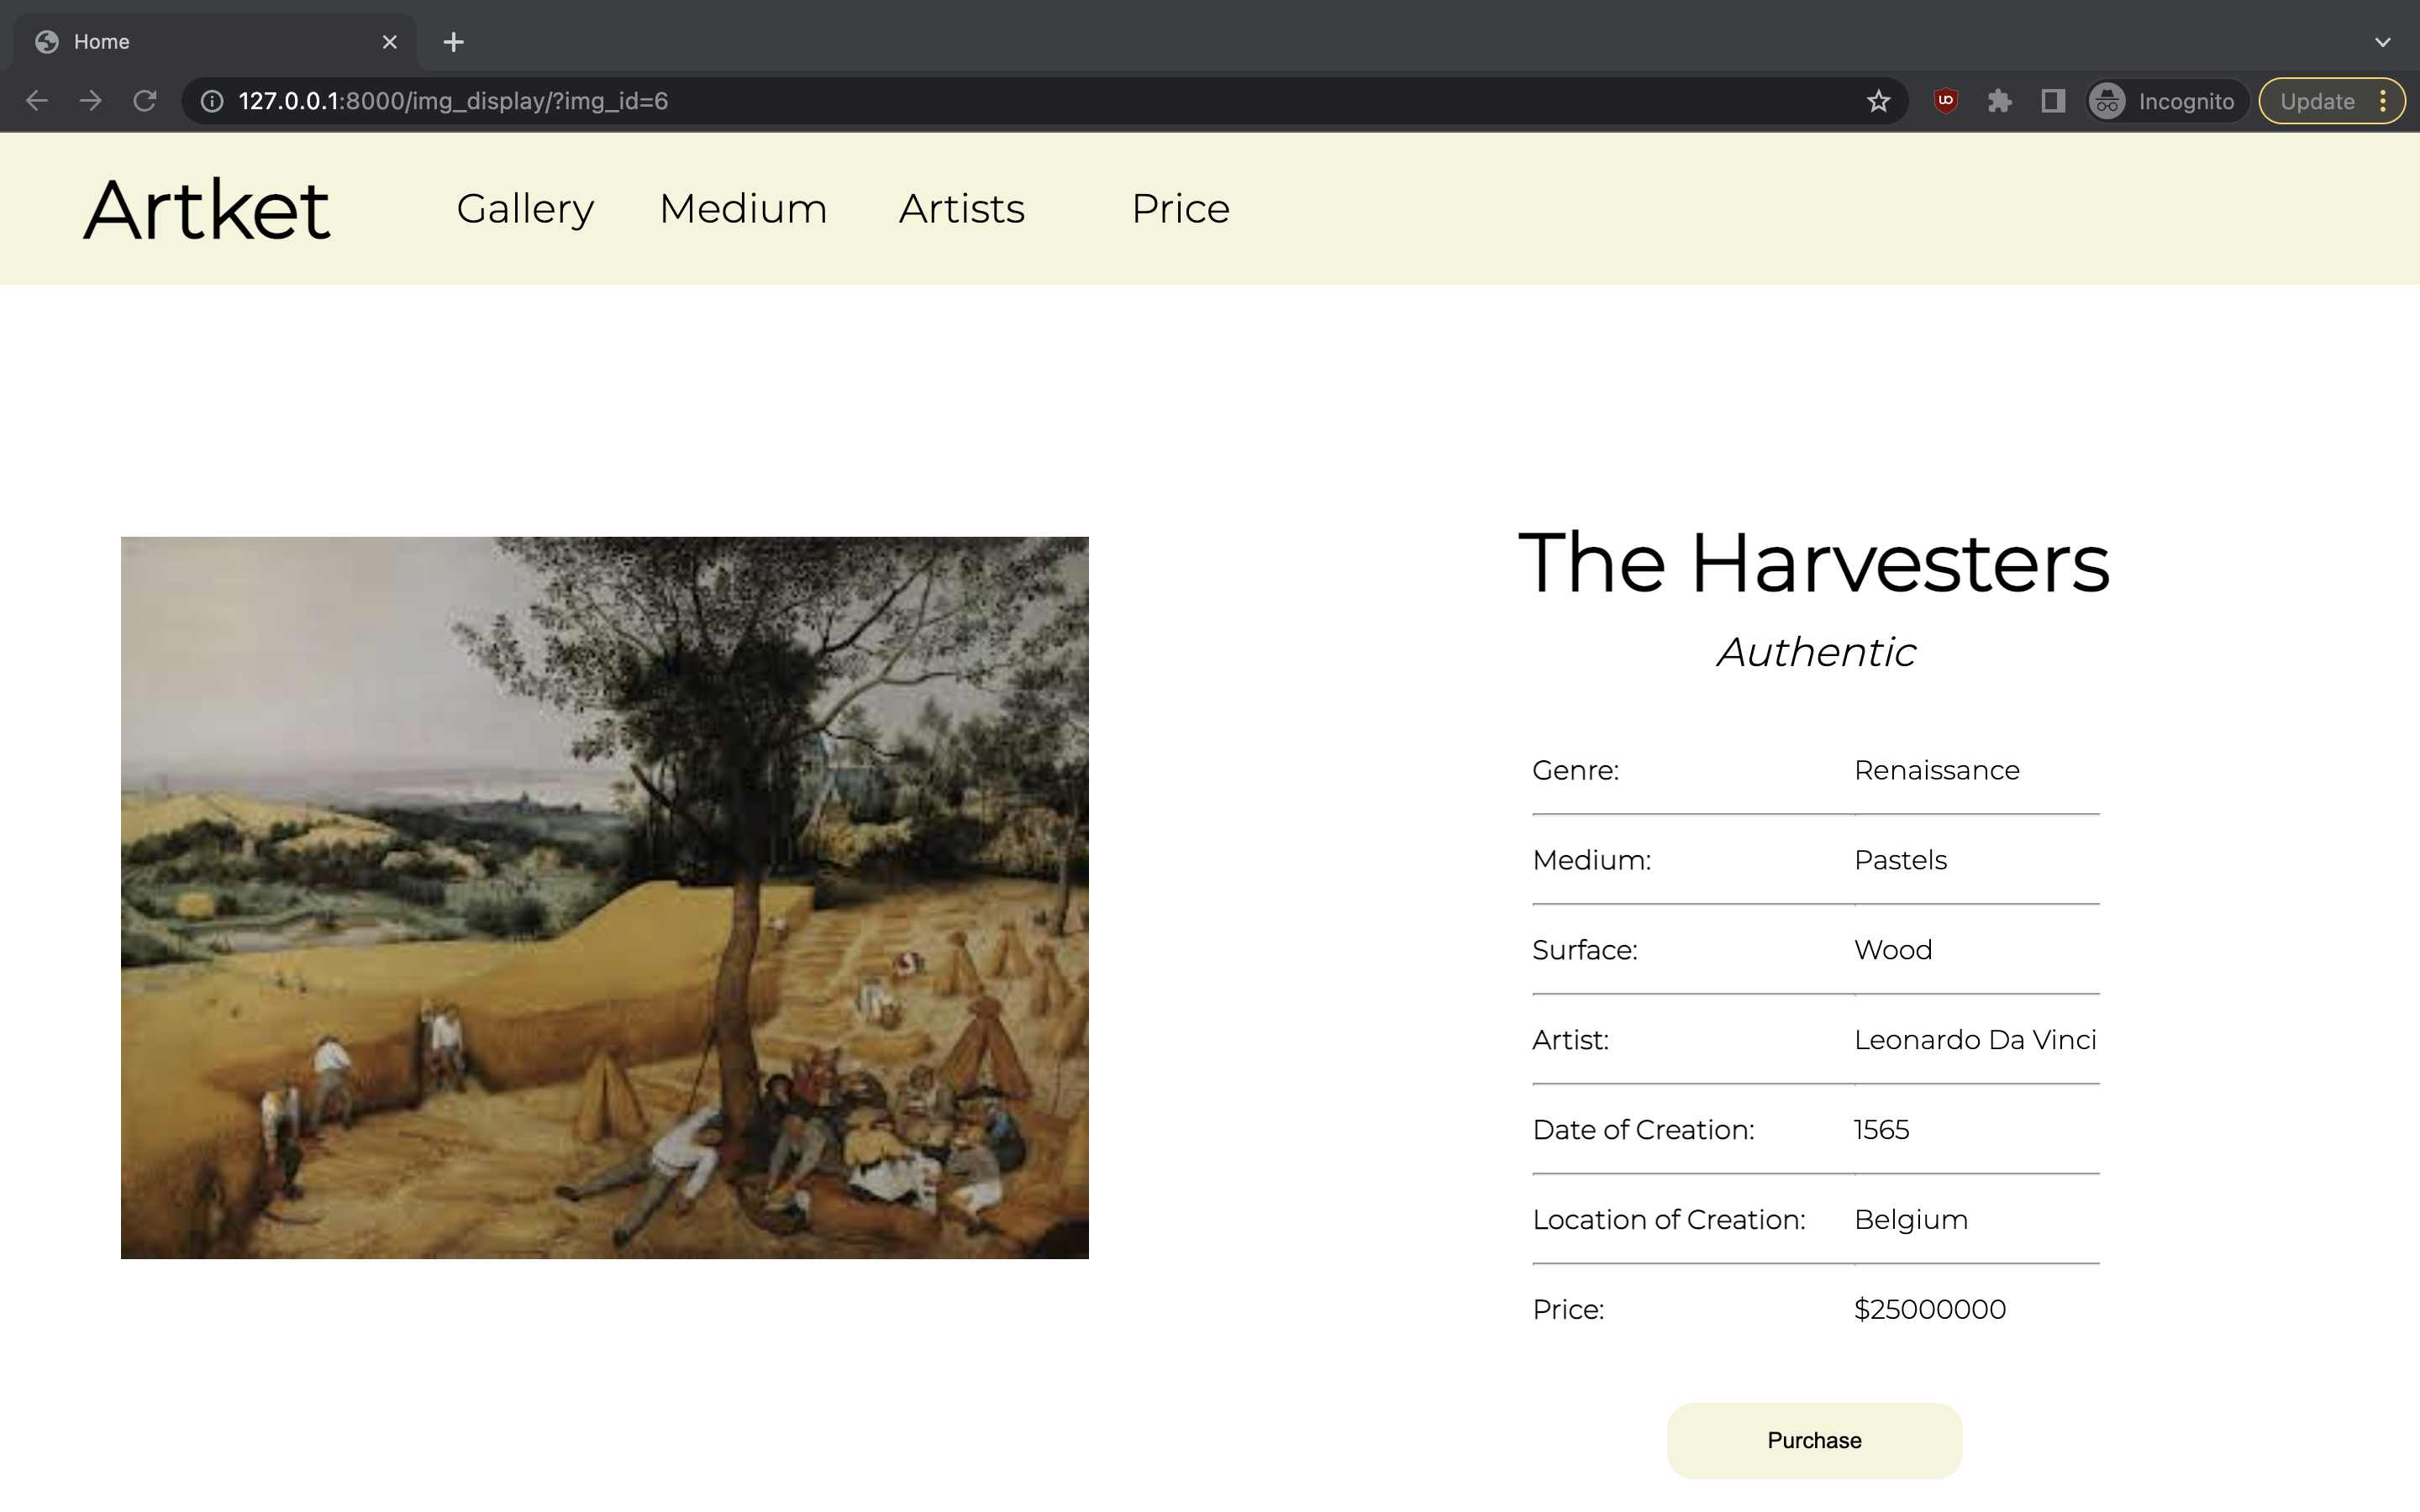 Home
127.0.0.1:8000/img_display/?img_id=6
Incognito
Update
Artket Gallery Medium Artists Price
The Harvesters
Authentic
Genre: Renaissance
Medium: Pastels
Surface: Wood
Artist: Leonardo Da Vinci
Date of Creation: 1565
Location of Creation: Belgium
Price: $25000000
Purchase